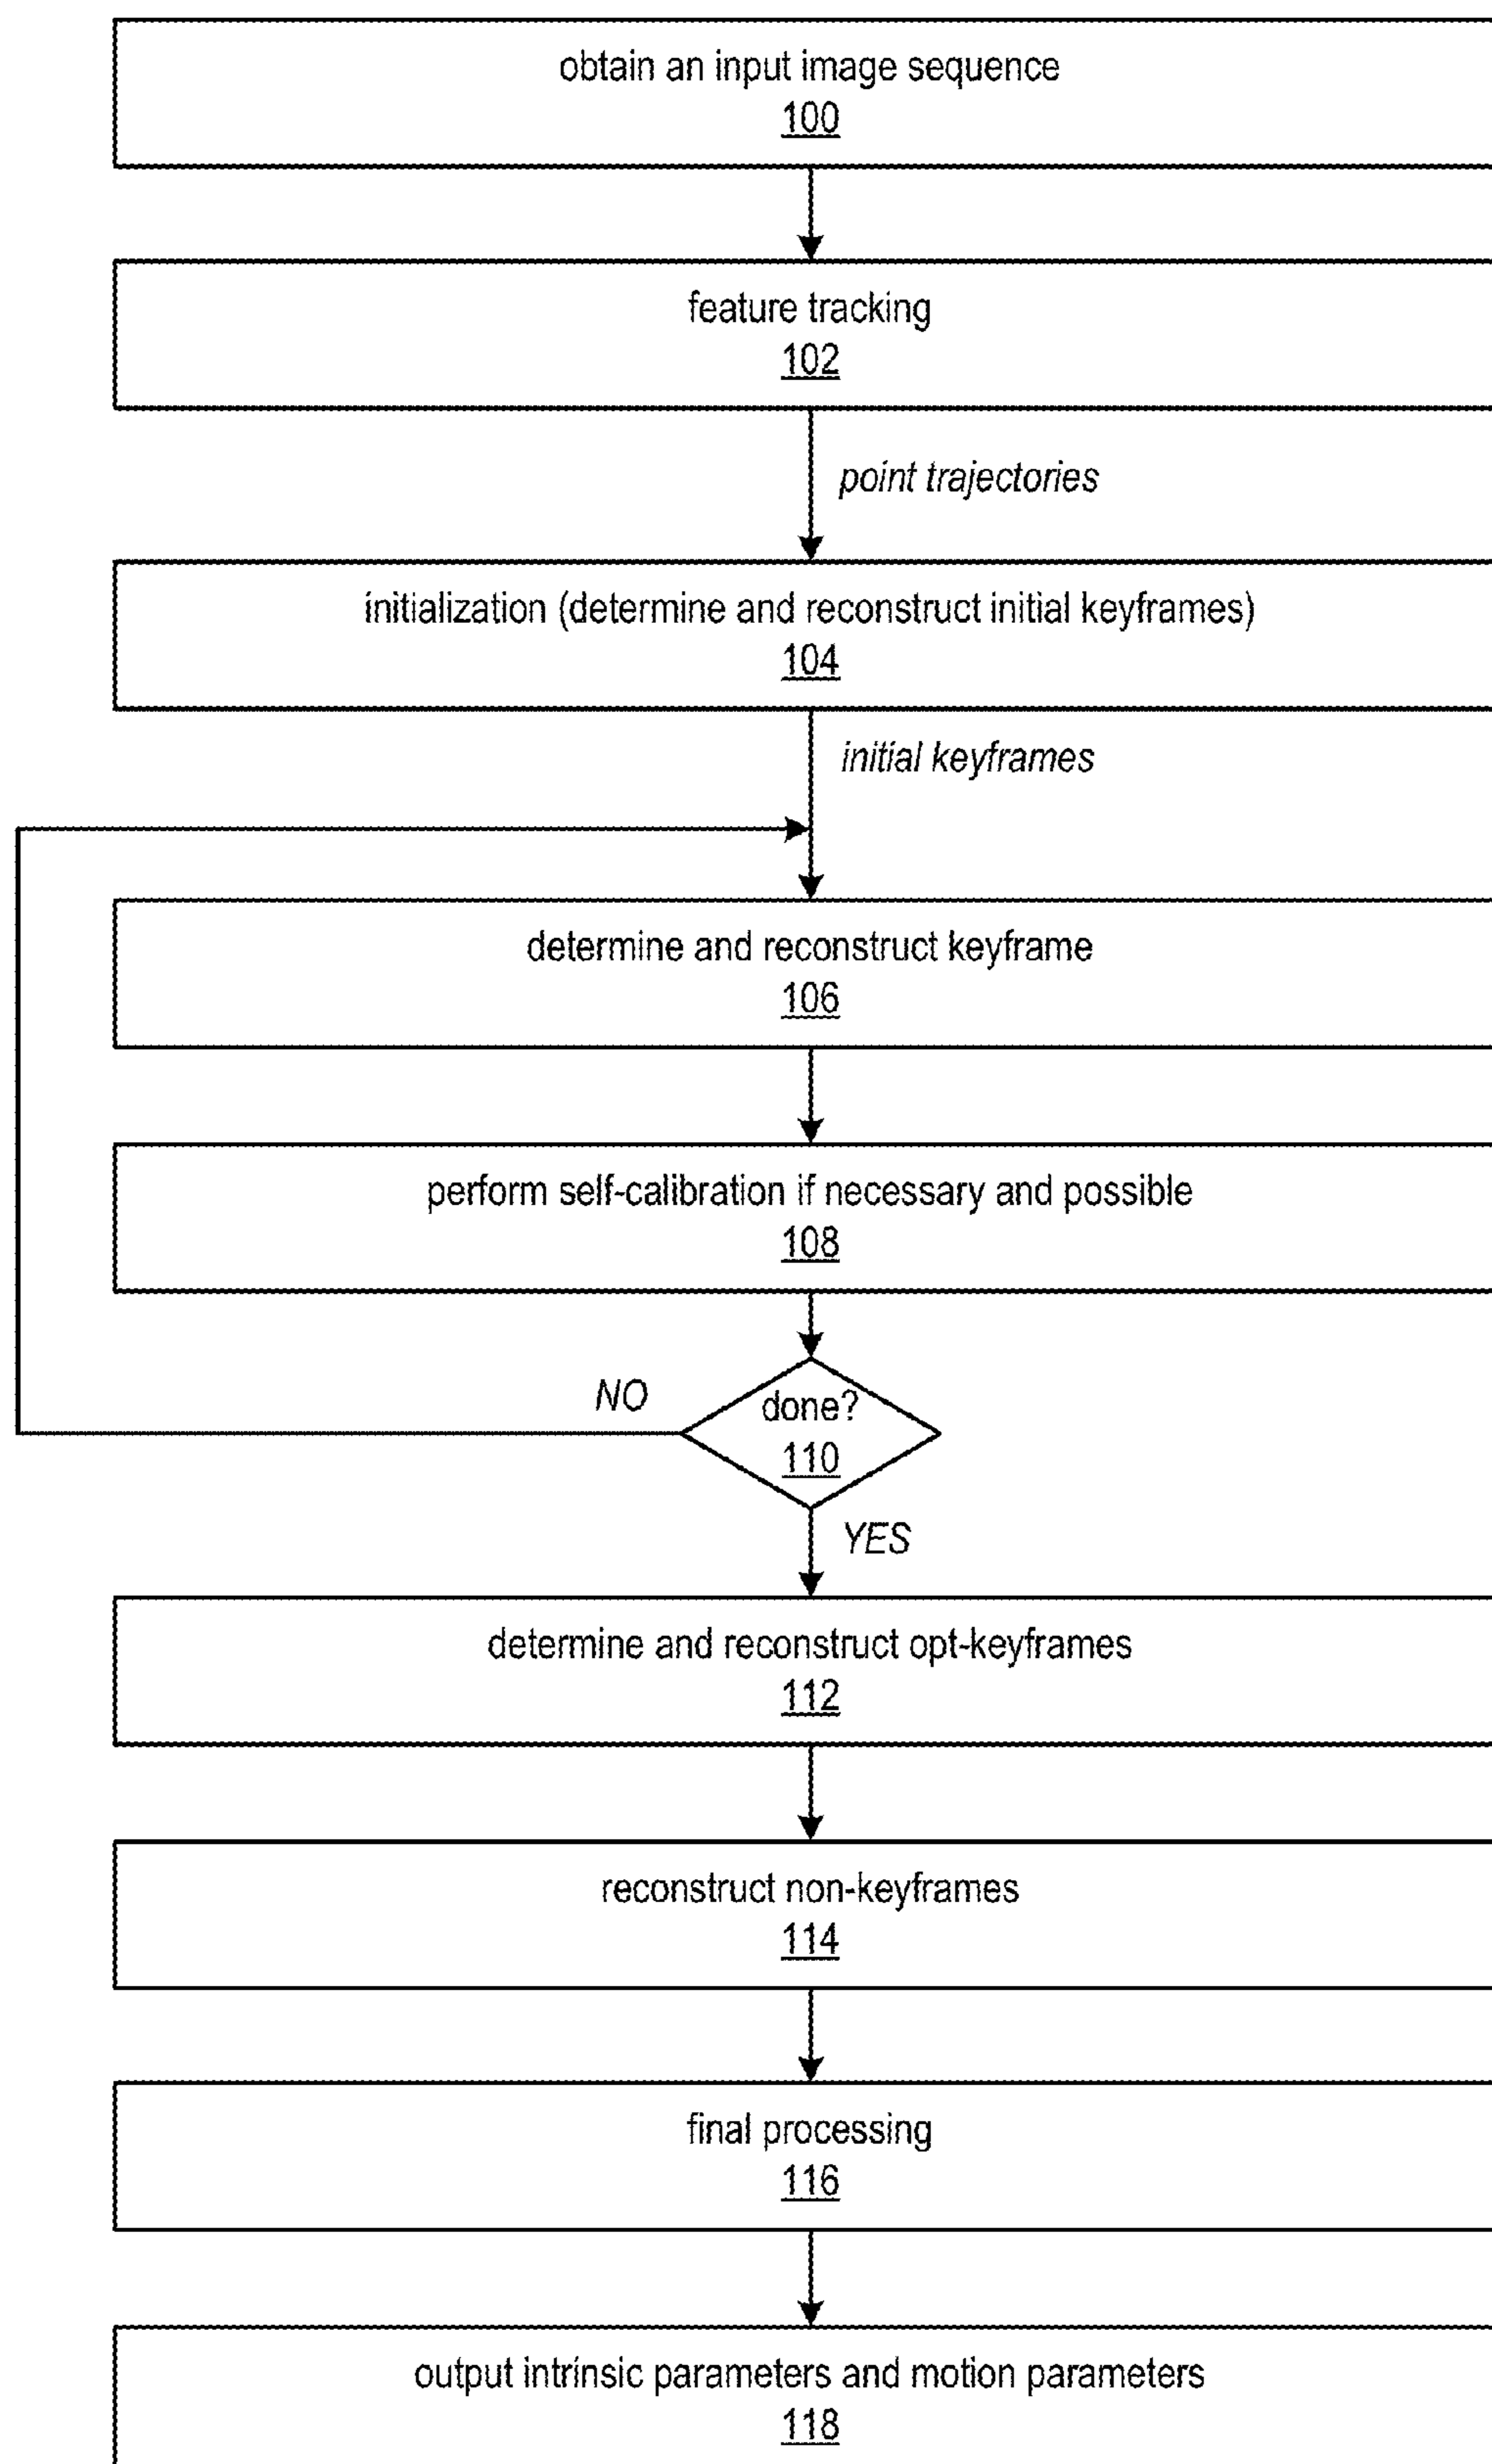 obtain an input image sequence
100
feature tracking
102
point trajectories
initialization (determine and reconstruct initial keyframes)
104
initial keyframes
determine and reconstruct keyframe
106
perform self-calibration if necessary and possible
108
NO
done?
110
YES
determine and reconstruct opt-keyframes
112
reconstruct non-keyframes
114
final processing
116
output intrinsic parameters and motion parameters
118